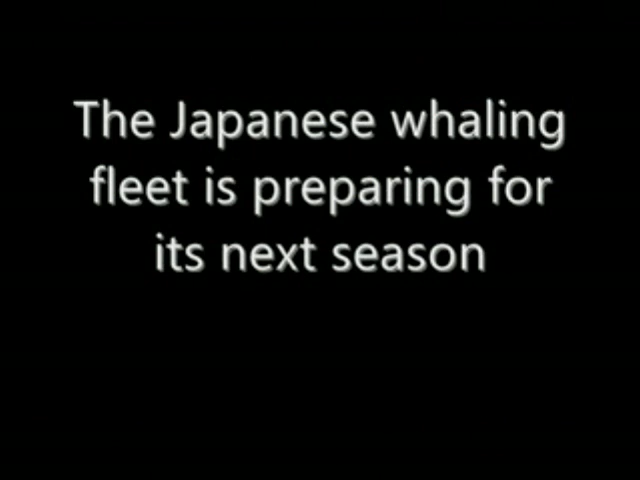 The Japanese whaling
fleet is preparing for
its next season